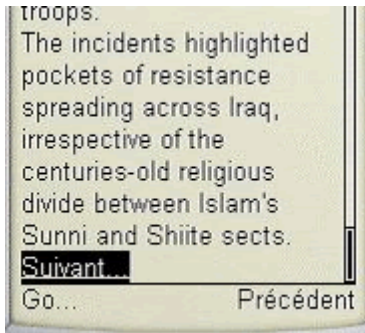 troops.
The incidents highlighted
pockets of resistance
spreading across Iraq,
irrespective of the
centuries-old religious
divide between Islam's
Sunni and Shiite sects.
Suivant...
Go... Précédent